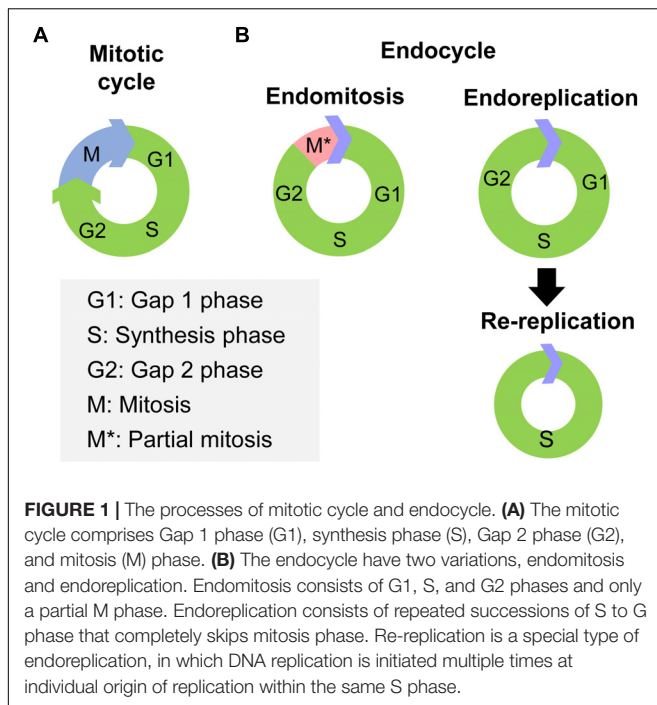 A
Mitotic
cycle
M
G1
G2
S
B
Endocycle
Endomitosis
M*
G2
G1
S
Endoreplication
G2
G1
S
Re-replication
S
G1: Gap 1 phase
S: Synthesis phase
G2: Gap 2 phase
M: Mitosis
M*: Partial mitosis
FIGURE 1 | The processes of mitotic cycle and endocycle. (A) The mitotic
cycle comprises Gap 1 phase (G1), synthesis phase (S), Gap 2 phase (G2),
and mitosis (M) phase. (B) The endocycle have two variations, endomitosis
and endoreplication. Endomitosis consists of G1, S, and G2 phases and only
a partial M phase. Endoreplication consists of repeated successions of S to G
phase that completely skips mitosis phase. Re-replication is a special type of
endoreplication, in which DNA replication is initiated multiple times at
individual origin of replication within the same S phase.